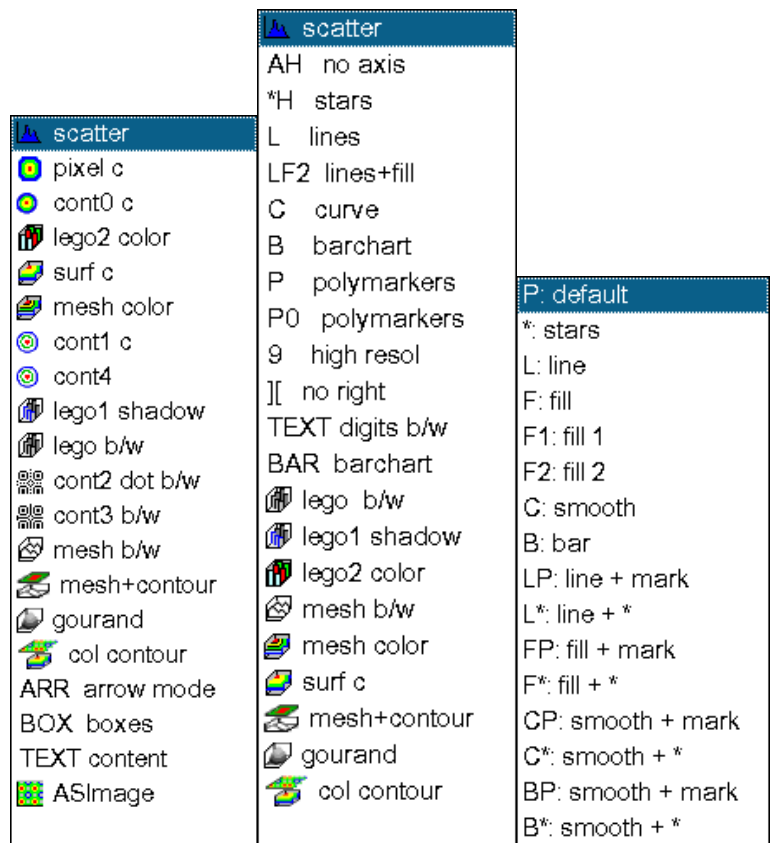 scatter
pixel c
cont0 c
lego2 color
surf c
mesh color
cont1 c
cont4
lego1 shadow
lego b/w
cont2 dot b/w
cont3 b/w
mesh b/w
mesh+contour
gourand
col contour
ARR arrow mode
BOX boxes
TEXT content
ASImage
scatter
AH no axis
*H stars
L lines
LF2 lines+fill
C curve
B barchart
P polymarkers
P0 polymarkers
9 high resol
][ no right
TEXT digits b/w
BAR barchart
lego b/w
lego1 shadow
lego2 color
mesh b/w
mesh color
surf c
mesh+contour
gourand
col contour
P: default
*: stars
L: line
F: fill
F1: fill 1
F2: fill 2
C: smooth
B: bar
LP: line + mark
L*: line + *
FP: fill + mark
F*: fill + *
CP: smooth + mark
C*: smooth + *
BP: smooth + mark
B*: smooth + *